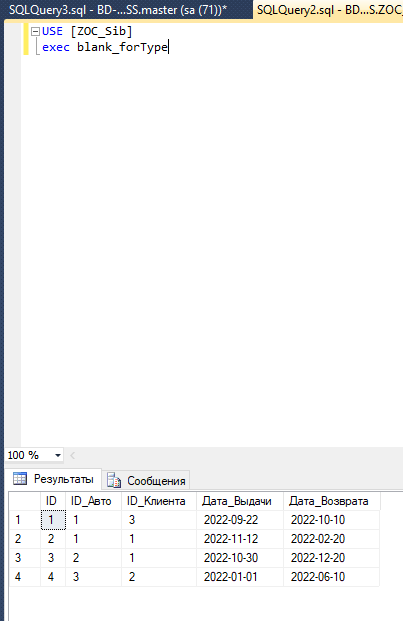 SQLQuery3.sql - BD-...SS.master (sa (71))* SQLQuery2.sql - BD...S.ZOC_
USE [ZOC_Sib]
exec blank_forType
100 %
Результаты Сообщения
ID ID_Авто ID_Клиента Дата_Выдачи Дата_Возврата
1 1 1 3 2022-09-22 2022-10-10
2 2 1 1 2022-11-12 2022-02-20
3 3 2 1 2022-10-30 2022-12-20
4 4 3 2 2022-01-01 2022-06-10